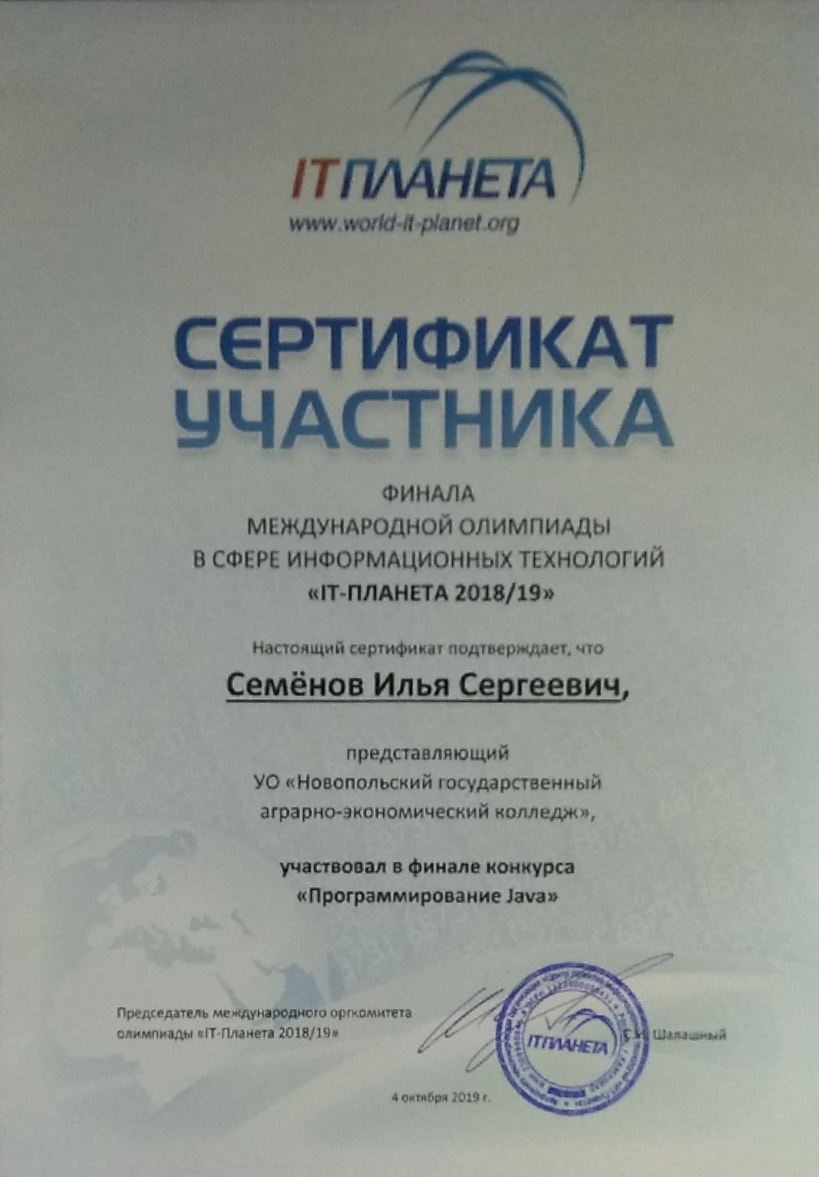 ІТПЛАНЕТА
www.world-it-planet.org
СЕРТИФИКАТ
УЧАСТНИКА
ФИНАЛА
МЕЖДУНАРОДНОЙ ОЛИМПИАДЫ
В СФЕРЕ ИНФОРМАЦИОННЫХ ТЕХНОЛОГИЙ
«IT-ПЛАНЕТА 2018/19»
Настоящий сертификат подтверждает, что
Семёнов Илья Сергеевич,
представляющий
УО «Новопольский государственный
аграрно-экономический колледж»,
участвовал в финале конкурса
«Программирование Java»
Председатель международного оргкомитета
олимпиады «IT-Планета 2018/19»
ITПЛАНЕТА
Шалашный
4 октября 2019 г.